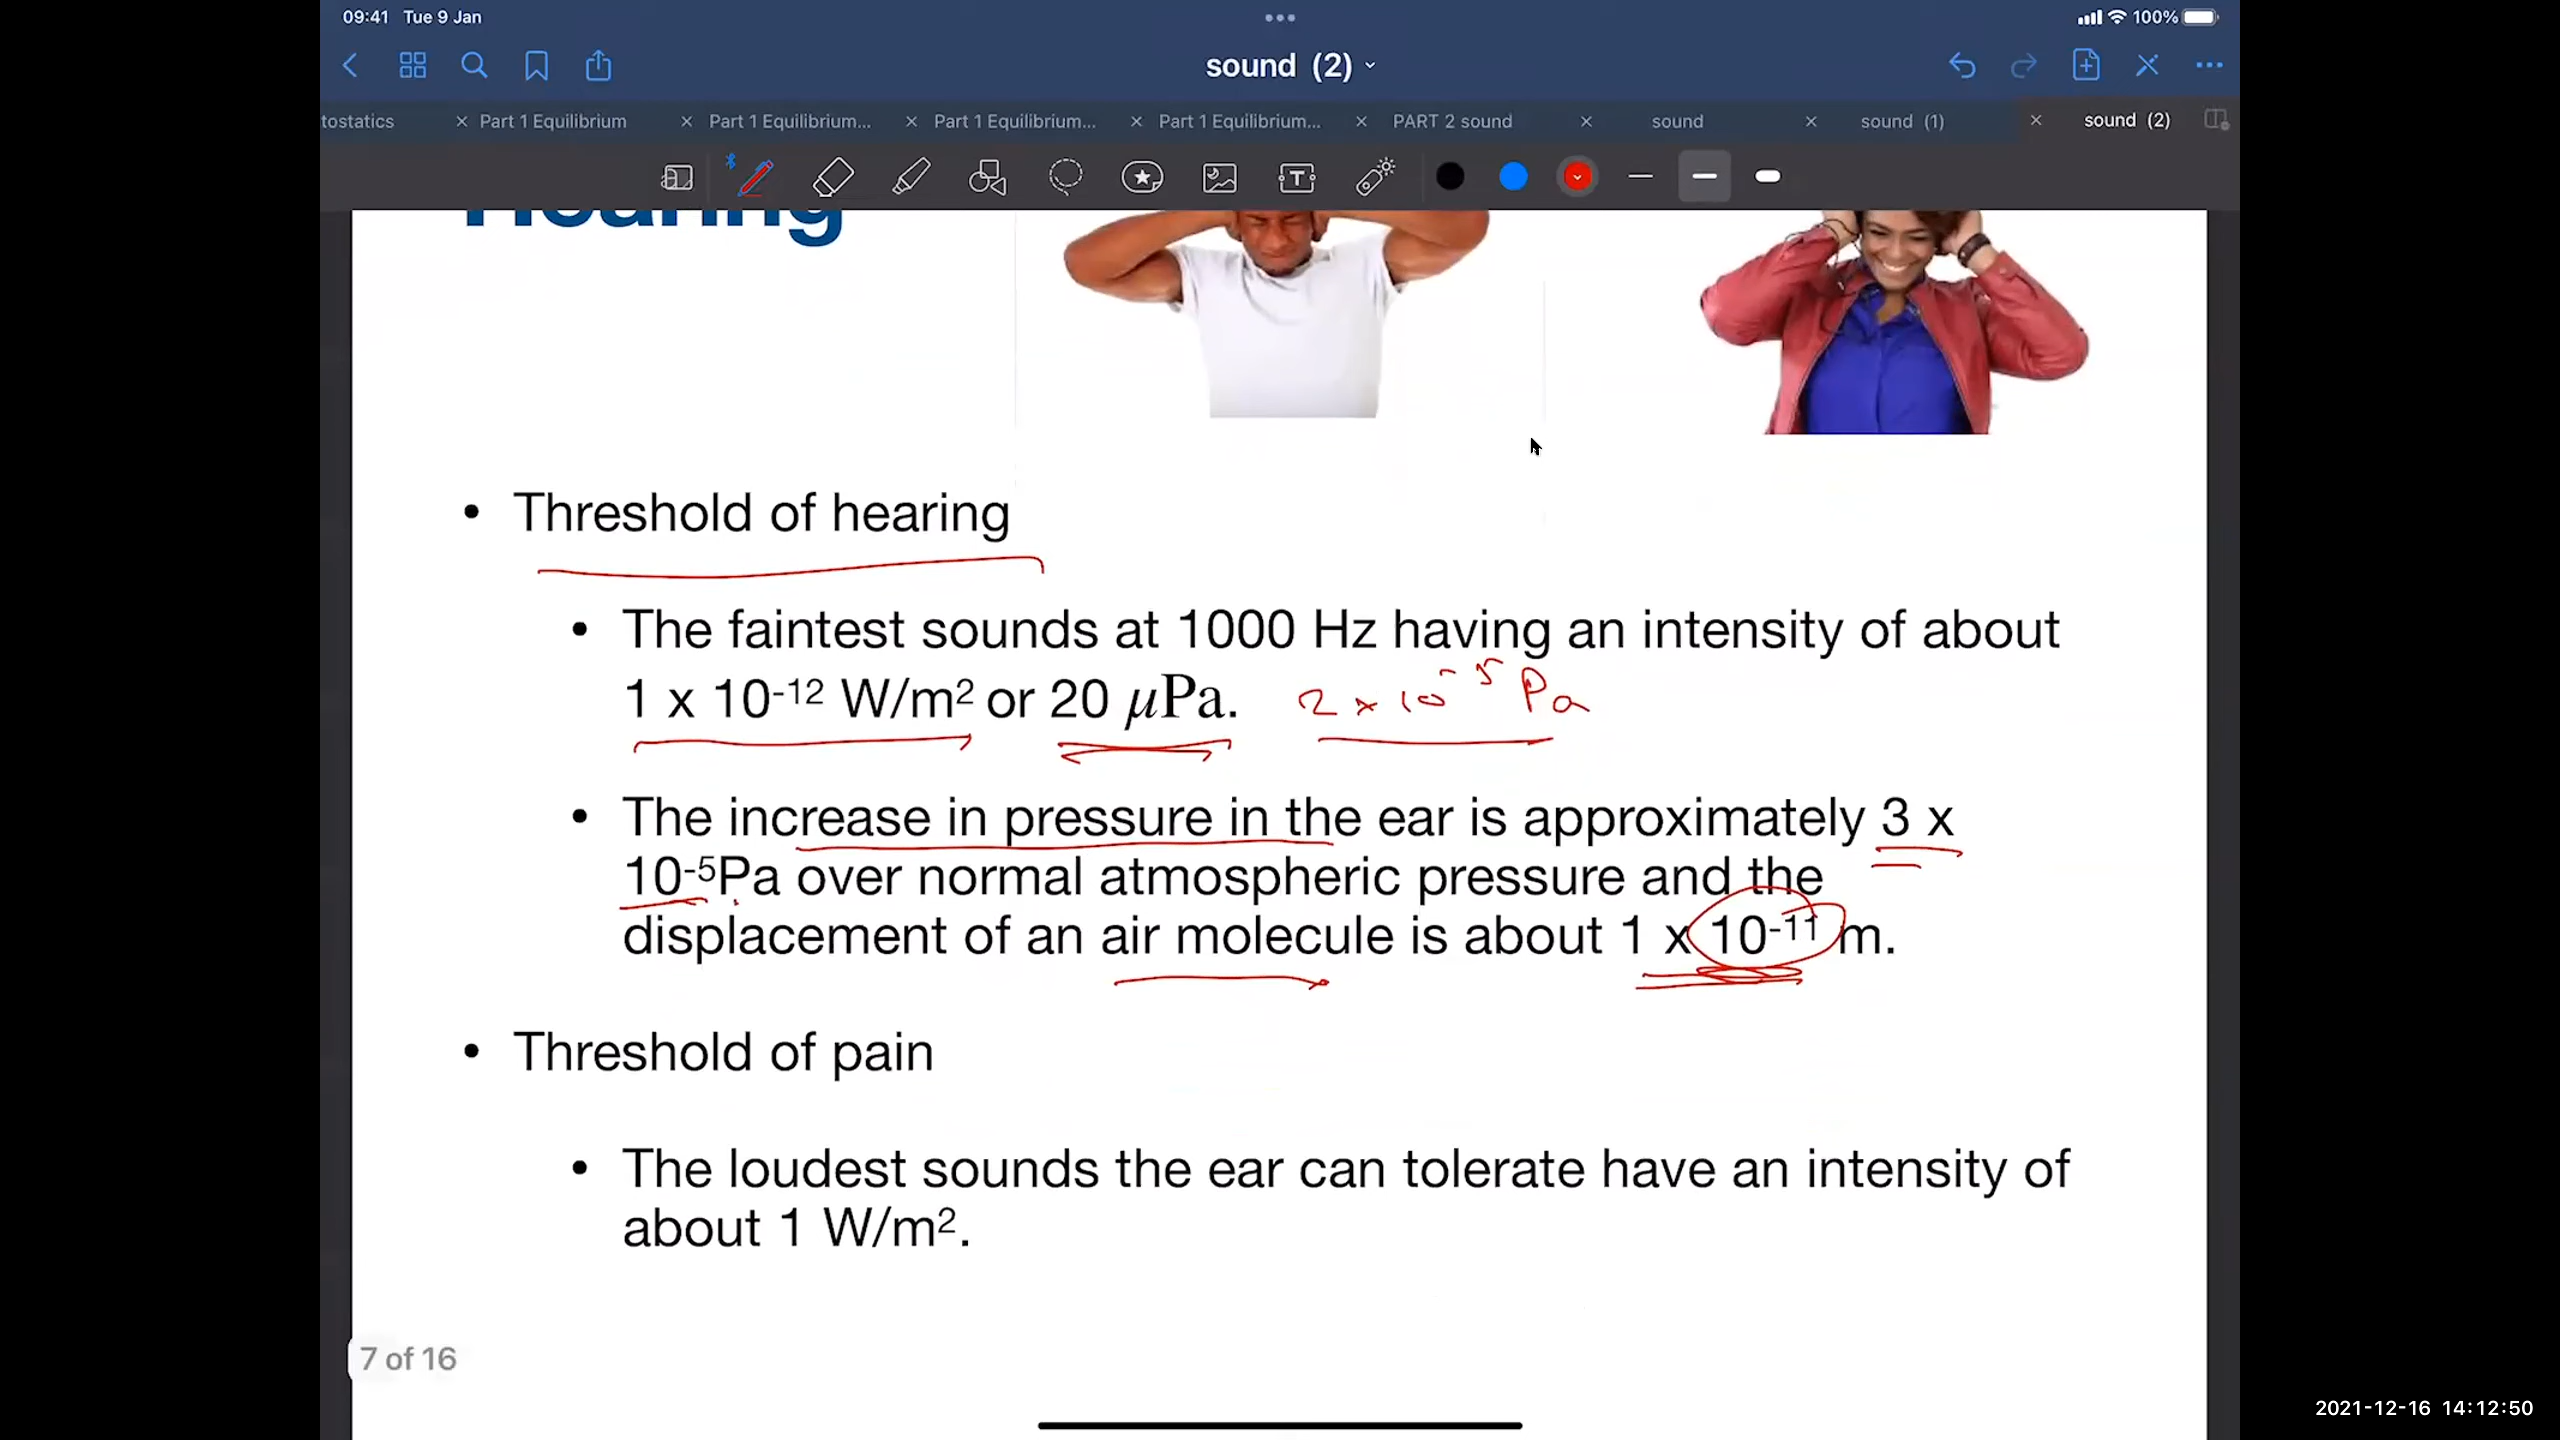 09:41 Tue 9 Jan
100%
sound (2)
tostatics
Part 1 Equilibrium
Part 1 Equilibrium...
Part 1 Equilibrium...
Part 1 Equilibrium...
PART 2 sound
sound
sound (1)
sound (2)
Hearing
• Threshold of hearing
• The faintest sounds at 1000 Hz having an intensity of about
1 x 10⁻¹² W/m² or 20 μPa. 2 x 10⁻⁵ Pa
• The increase in pressure in the ear is approximately 3 x
10⁻⁵Pa over normal atmospheric pressure and the
displacement of an air molecule is about 1 x 10⁻¹¹ m.
• Threshold of pain
• The loudest sounds the ear can tolerate have an intensity of
about 1 W/m².
7 of 16
2021-12-16 14:12:50